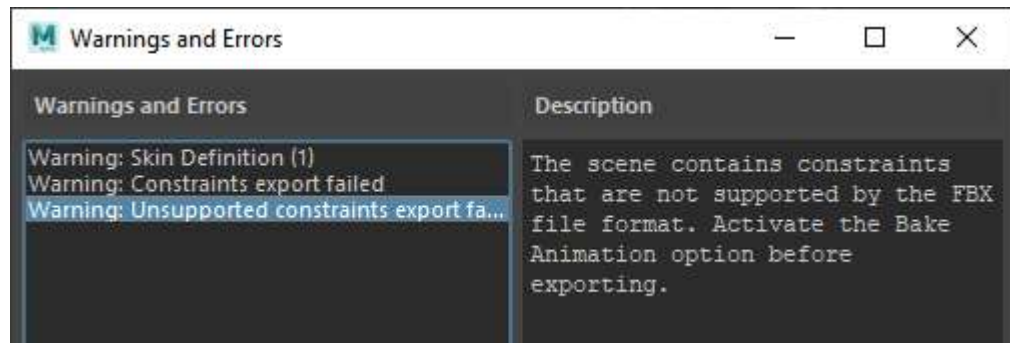 Warnings and Errors
Warnings and Errors
Description
Warning: Skin Definition (1)
Warning: Constraints export failed
Warning: Unsupported constraints export fa...
The scene contains constraints
that are not supported by the FBX
file format. Activate the Bake
Animation option before
exporting.